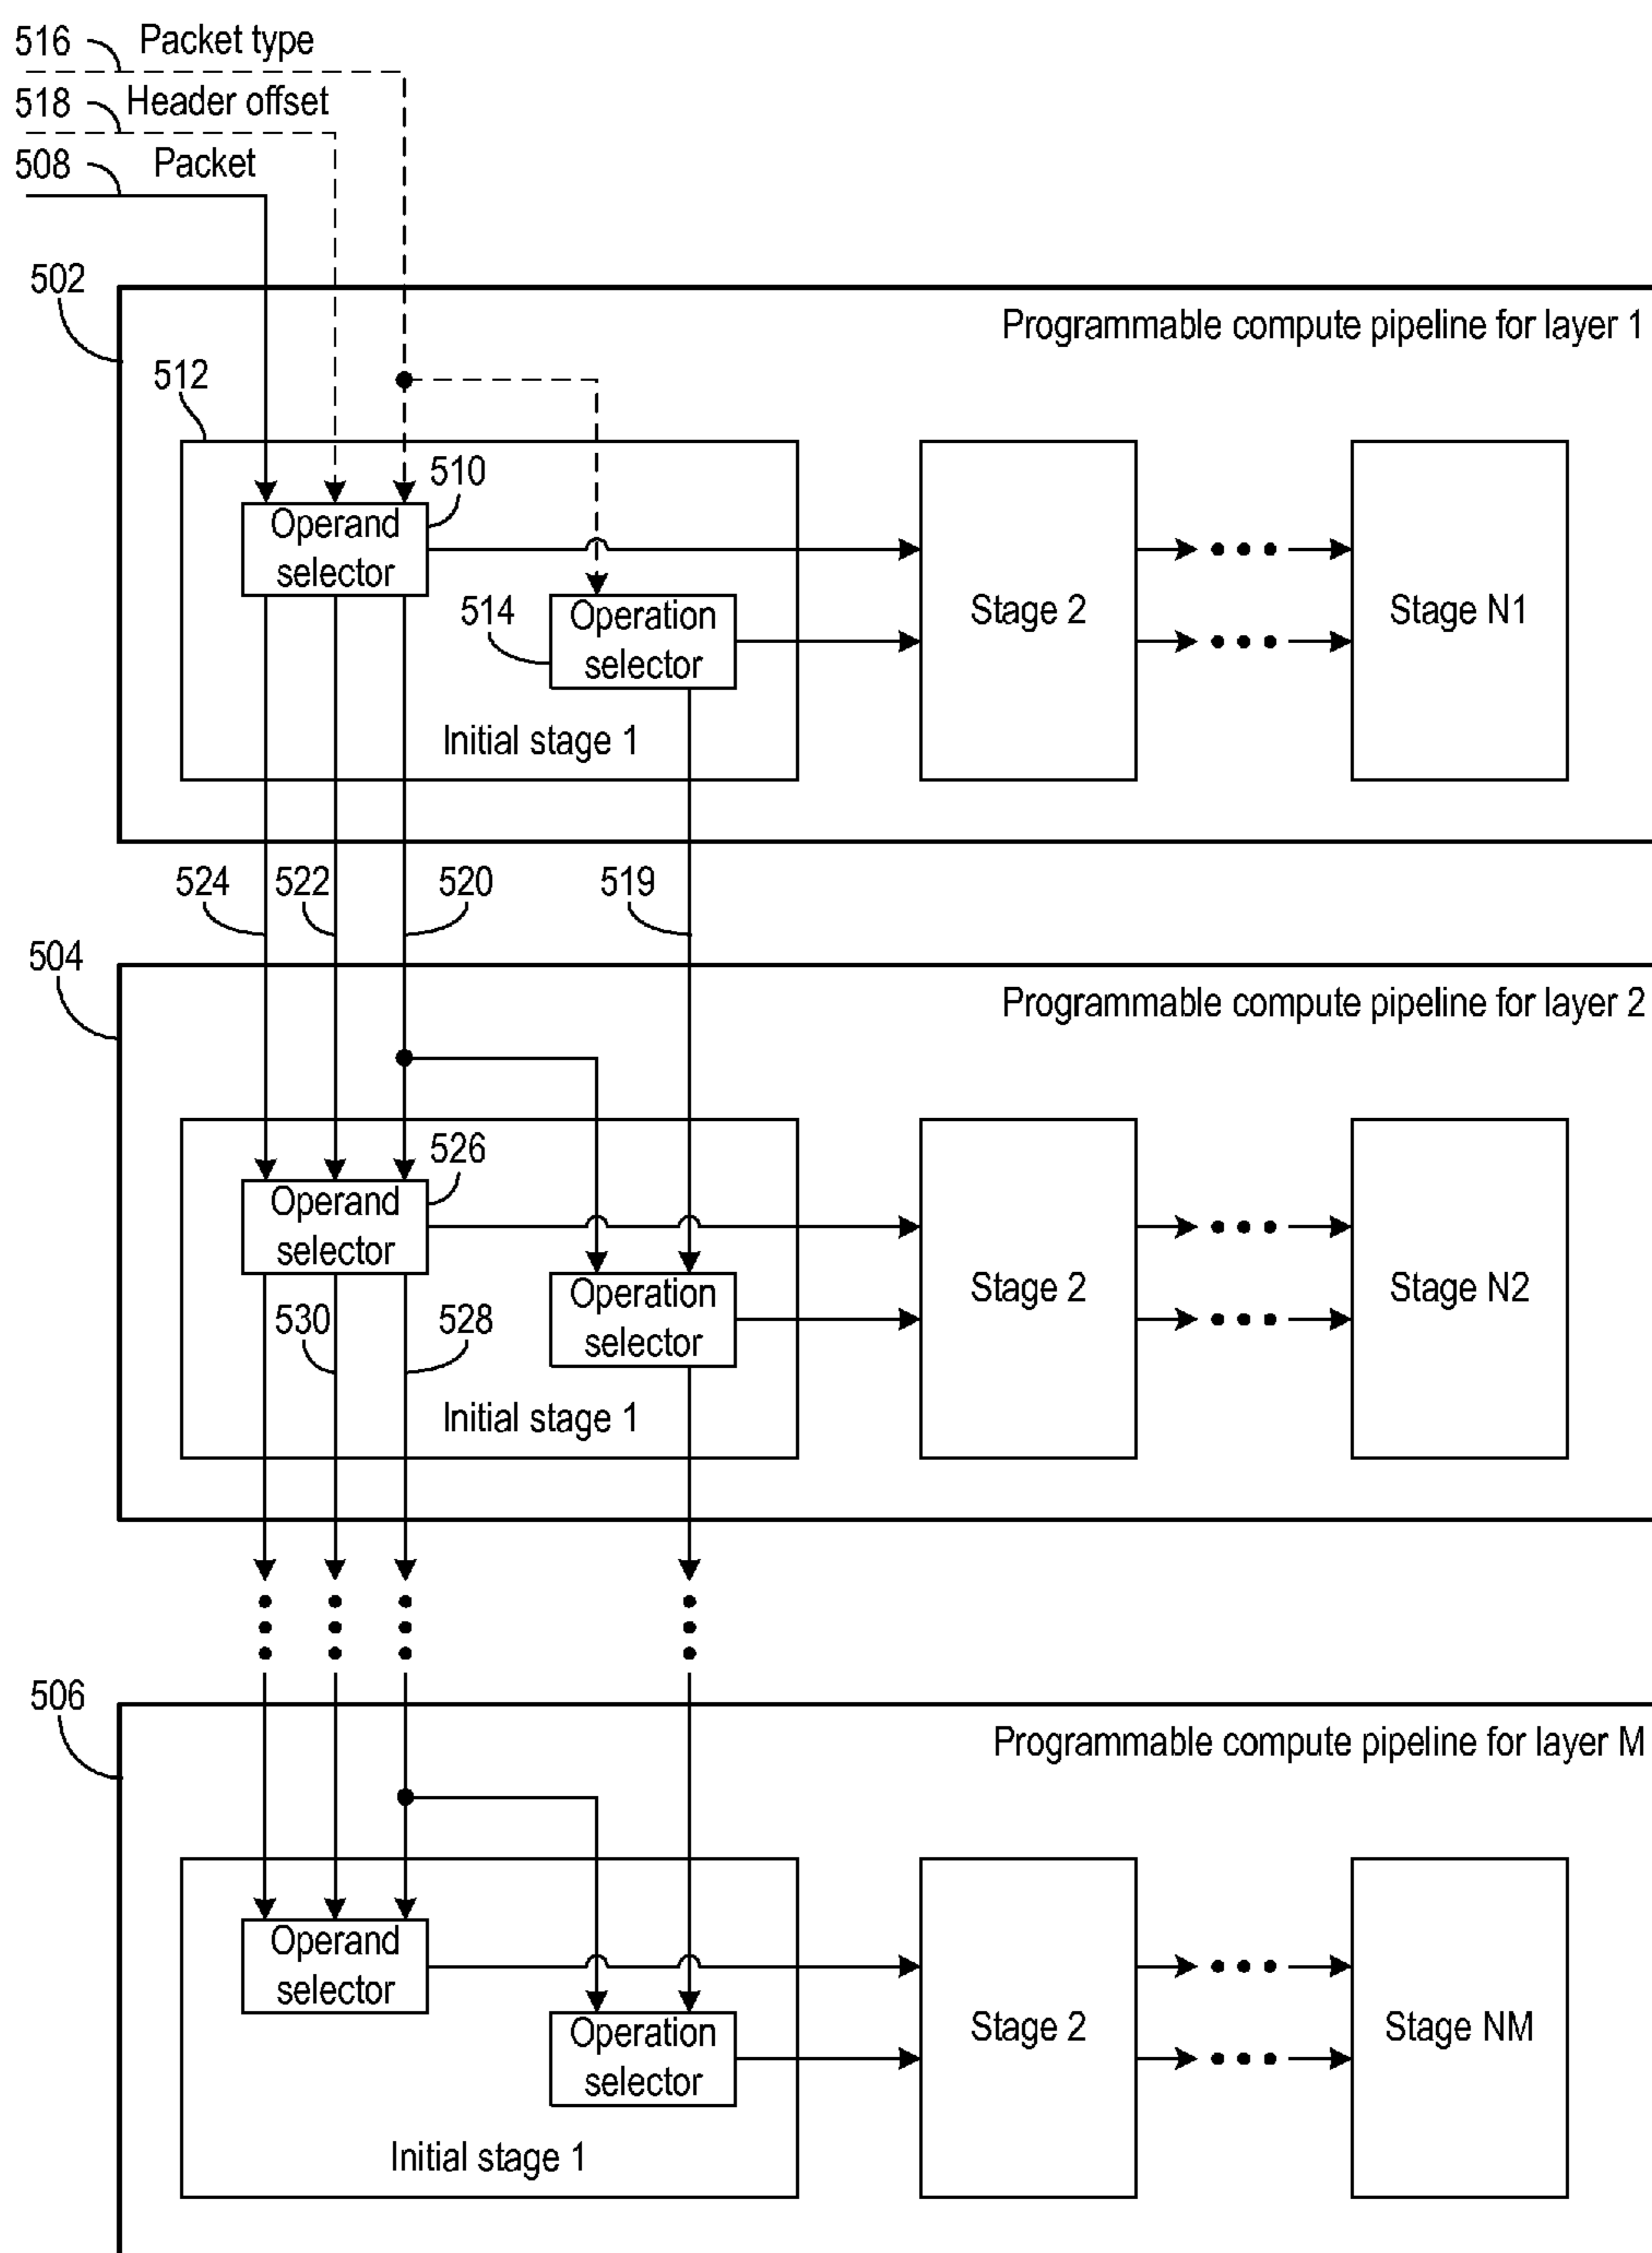 516 Packet type
518 Header offset
508 Packet
502
Programmable compute pipeline for layer 1
512
510
Operand
selector
514
Operation
selector
Stage 2
Stage N1
Initial stage 1
524
522
520
519
504
Programmable compute pipeline for layer 2
526
Operand
selector
Operation
selector
Stage 2
Stage N2
530
528
Initial stage 1
506
Programmable compute pipeline for layer M
Operand
selector
Operation
selector
Stage 2
Stage NM
Initial stage 1